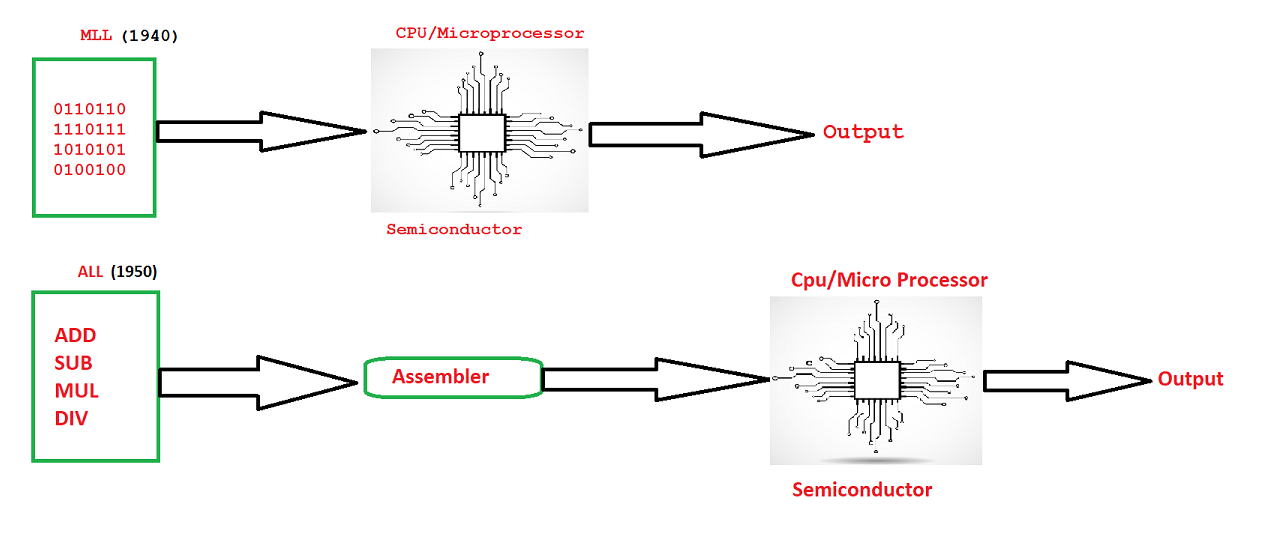 MLL (1940)
CPU/Microprocessor
0110110
1110111
1010101
0100100
Output
Semiconductor
ALL (1950)
Cpu/Micro Processor
ADD
SUB
MUL
DIV
Assembler
Output
Semiconductor